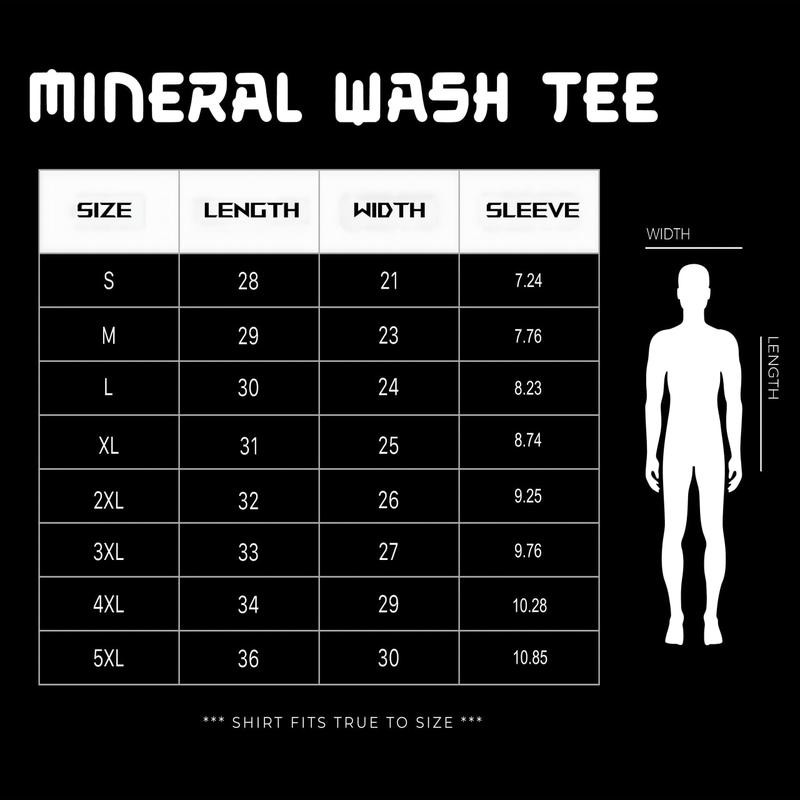 MINERAL WASH TEE
SIZE LENGTH WIDTH SLEEVE
S 28 21 7.24
M 29 23 7.76
L 30 24 8.23
XL 31 25 8.74
2XL 32 26 9.25
3XL 33 27 9.76
4XL 34 29 10.28
5XL 36 30 10.85
WIDTH
LENGTH
*** SHIRT FITS TRUE TO SIZE ***